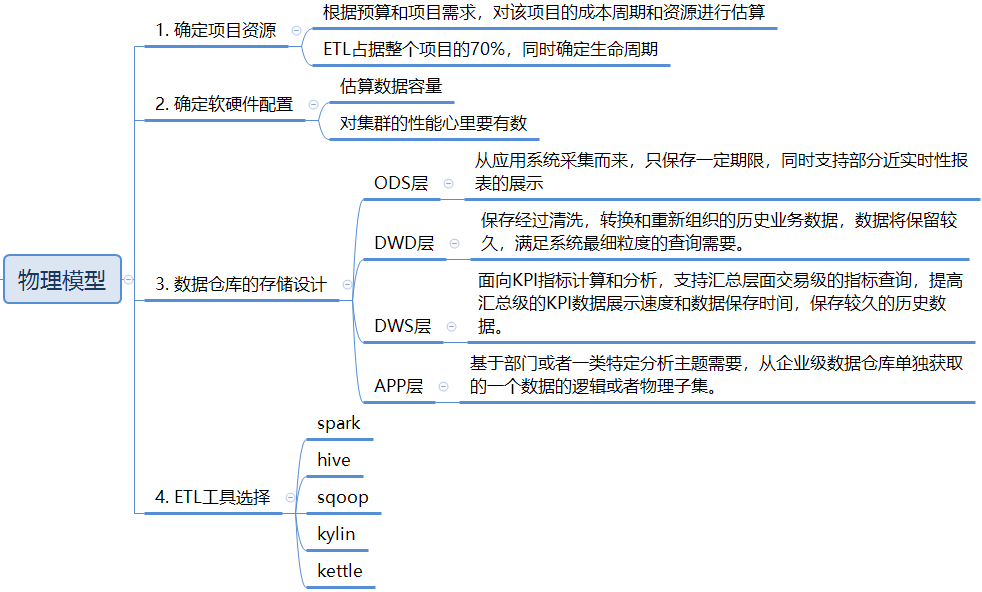 物理模型
1. 确定项目资源
根据预算和项目需求，对该项目的成本周期和资源进行估算
ETL占据整个项目的70%，同时确定生命周期
2. 确定软硬件配置
估算数据容量
对集群的性能心里要有数
3. 数据仓库的存储设计
ODS层
从应用系统采集而来，只保存一定期限，同时支持部分近实时性报
表的展示
DWD层
保存经过清洗，转换和重新组织的历史业务数据，数据将保留较
久，满足系统最细粒度的查询需要。
DWS层
面向KPI指标计算和分析，支持汇总层面交易级的指标查询，提高
汇总级的KPI数据展示速度和数据保存时间，保存较久的历史数
据。
APP层
基于部门或者一类特定分析主题需要，从企业级数据仓库单独获取
的一个数据的逻辑或者物理子集。
4. ETL工具选择
spark
hive
sqoop
kylin
kettle